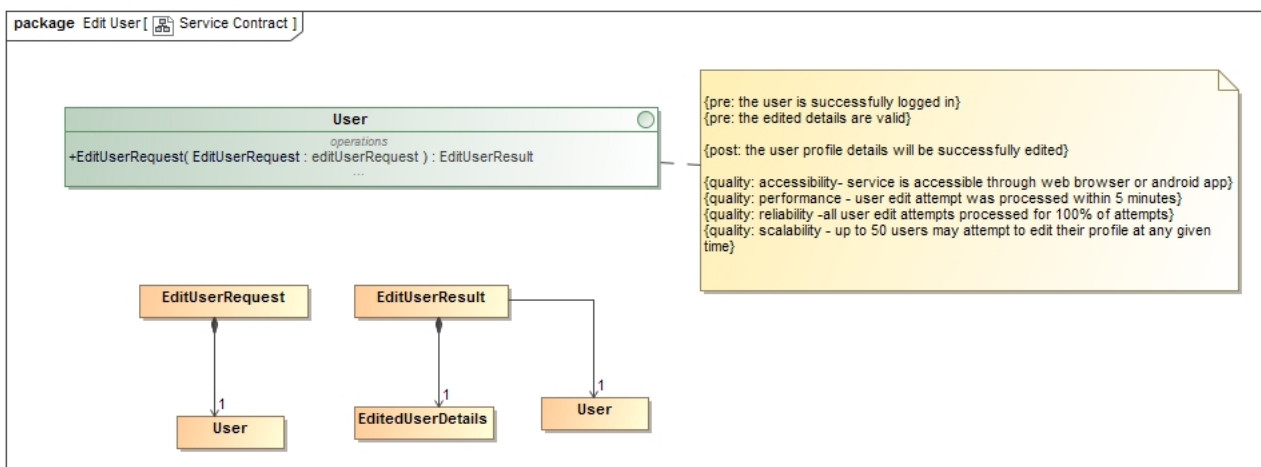 package Edit User [ Service Contract ]
User
operations
+EditUserRequest( EditUserRequest : editUserRequest ) : EditUserResult
...
{pre: the user is successfully logged in}
{pre: the edited details are valid}
{post: the user profile details will be successfully edited}
{quality: accessibility- service is accessible through web browser or android app}
{quality: performance - user edit attempt was processed within 5 minutes}
{quality: reliability -all user edit attempts processed for 100% of attempts}
{quality: scalability - up to 50 users may attempt to edit their profile at any given
time}
EditUserRequest
EditUserResult
1
1
1
User
EditedUserDetails
User